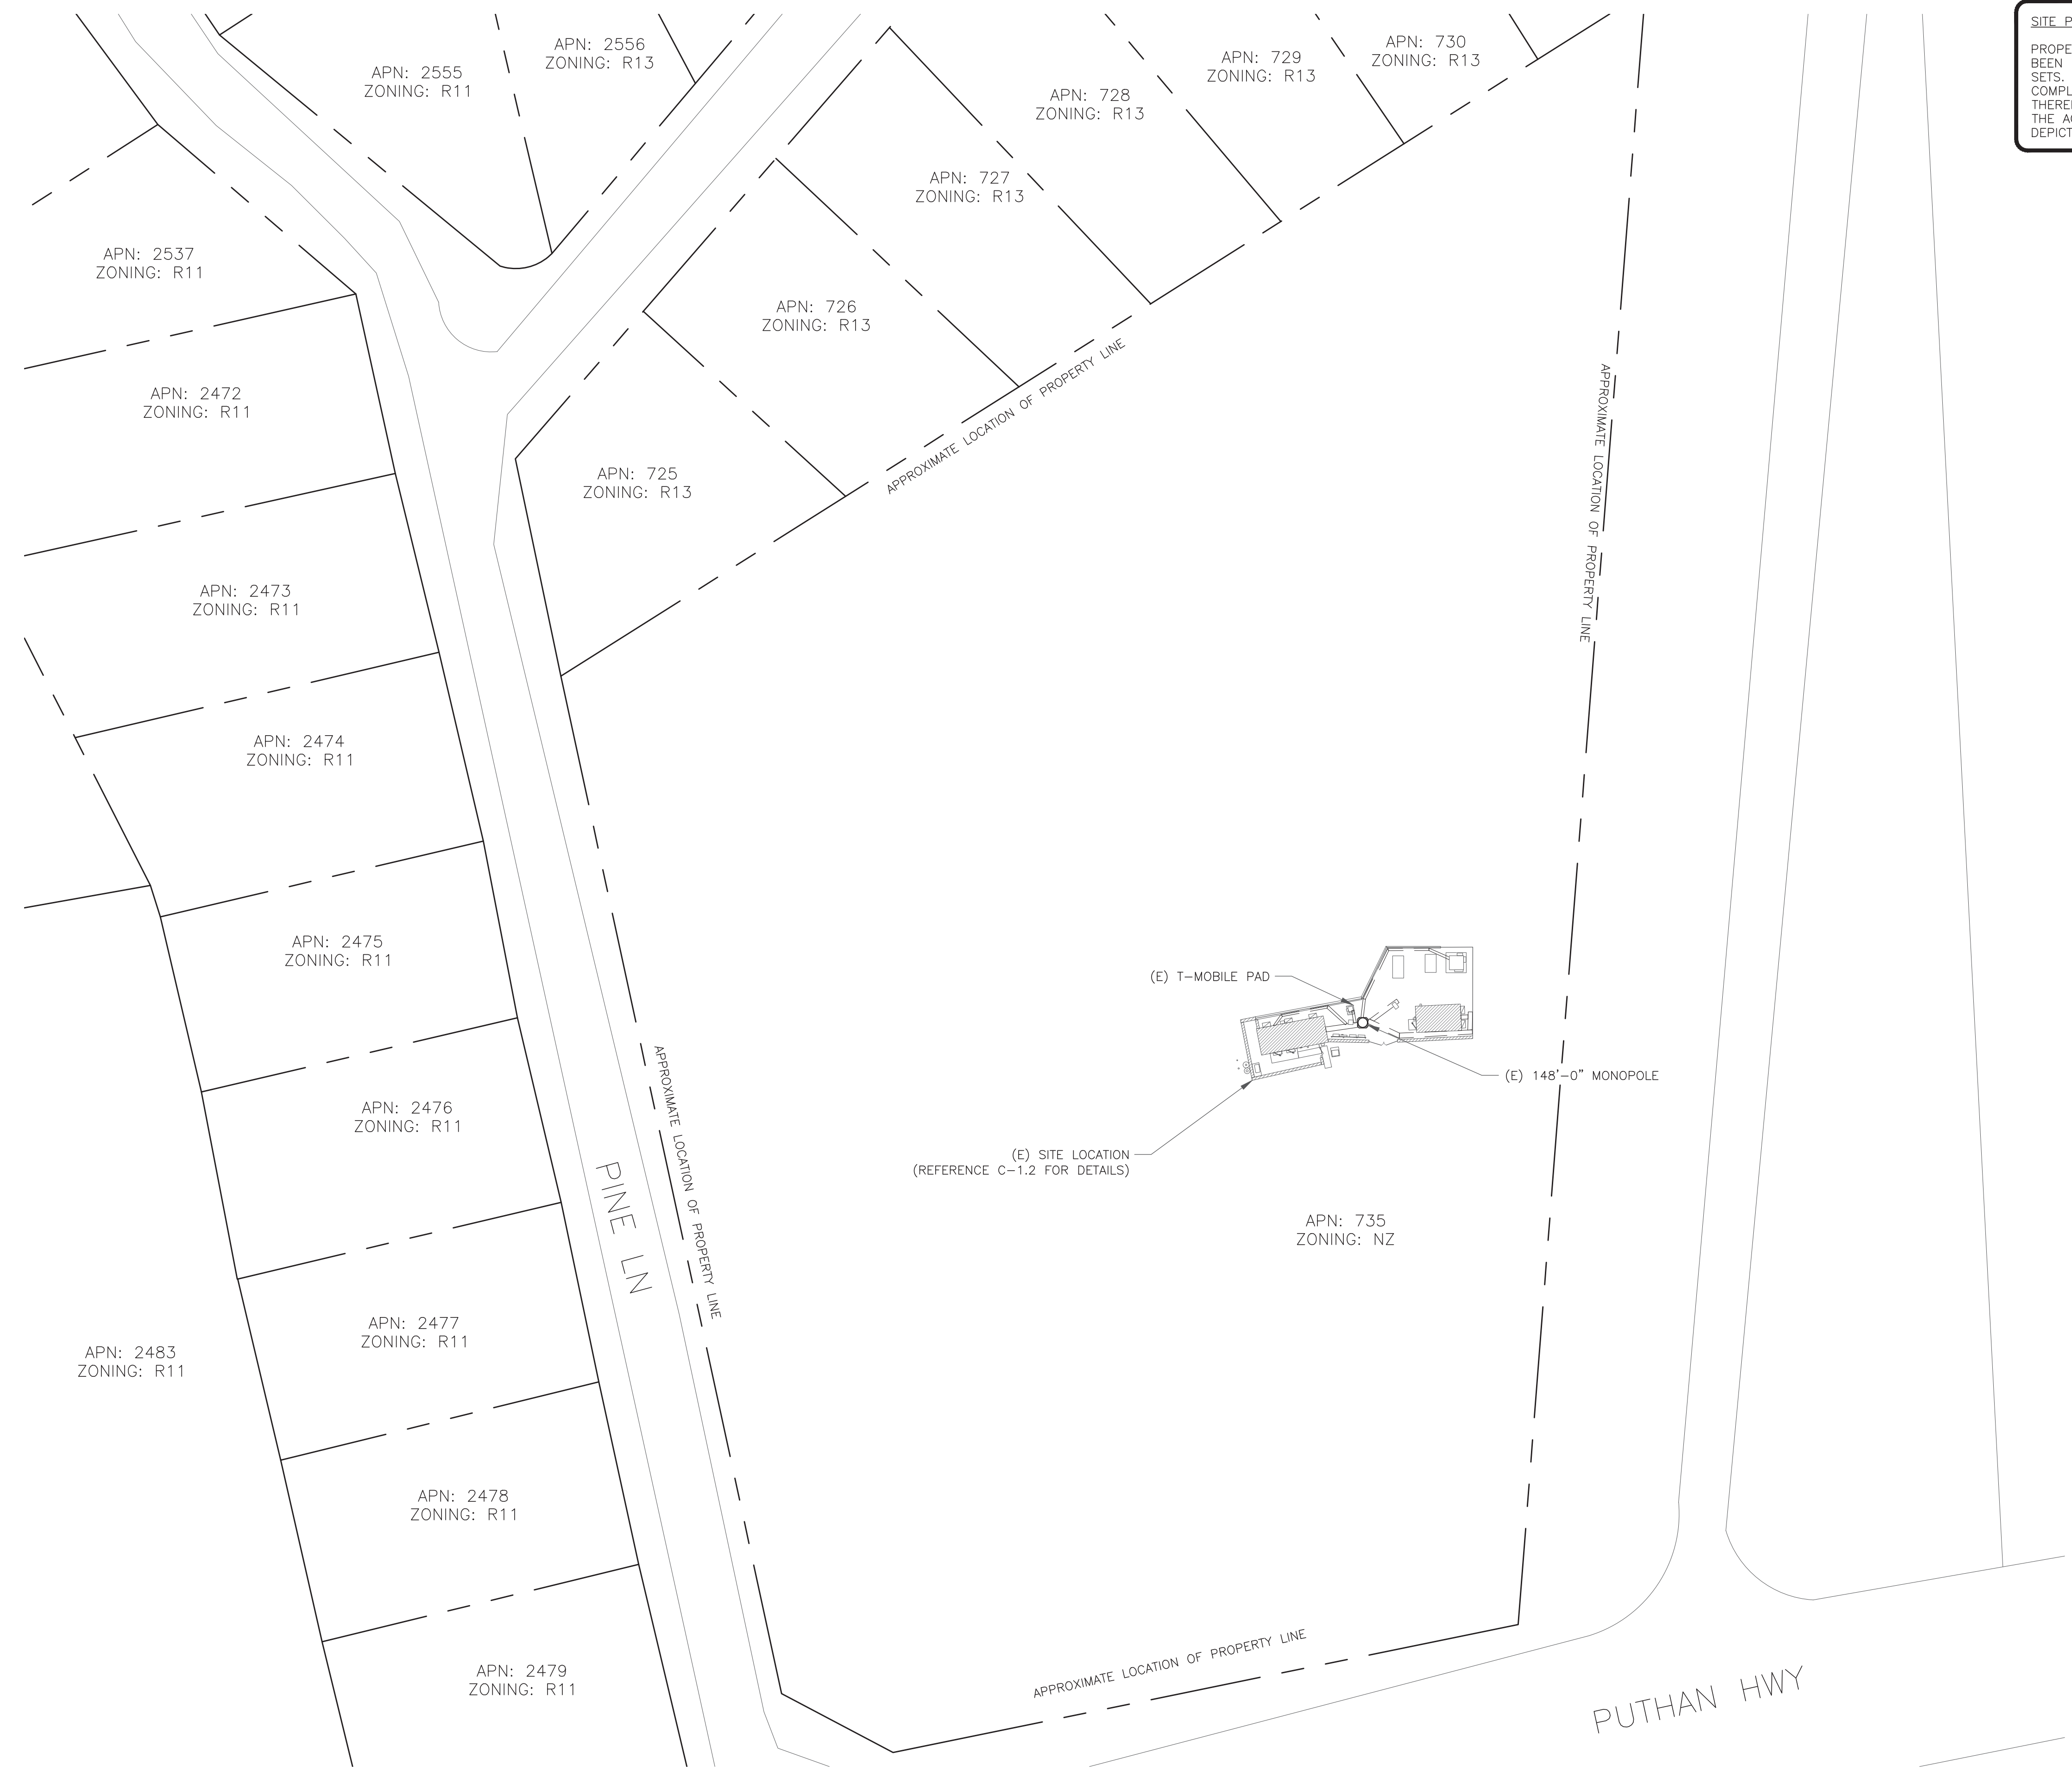 SITE P
PROPE
BEEN
SETS.
COMPL
THERE
THE A
DEPICT
APN: 2555
ZONING: R11
APN: 2556
ZONING: R13
APN: 728
ZONING: R13
APN: 729
ZONING: R13
APN: 730
ZONING: R13
APN: 727
ZONING: R13
APN: 2537
ZONING: R11
APN: 726
ZONING: R13
APN: 2472
ZONING: R11
APN: 725
ZONING: R13
APPROXIMATE LOCATION OF PROPERTY LINE
APPROXIMATE LOCATION OF PROPERTY LINE
APN: 2473
ZONING: R11
APN: 2474
ZONING: R11
APN: 2475
ZONING: R11
(E) T-MOBILE PAD
(E) 148'-0" MONOPOLE
(E) SITE LOCATION
(REFERENCE C-1.2 FOR DETAILS)
APN: 2476
ZONING: R11
APPROXIMATE LOCATION OF PROPERTY LINE
PINE LN
APN: 735
ZONING: NZ
APN: 2477
ZONING: R11
APN: 2483
ZONING: R11
APN: 2478
ZONING: R11
APN: 2479
ZONING: R11
APPROXIMATE LOCATION OF PROPERTY LINE
PUTHAN HWY